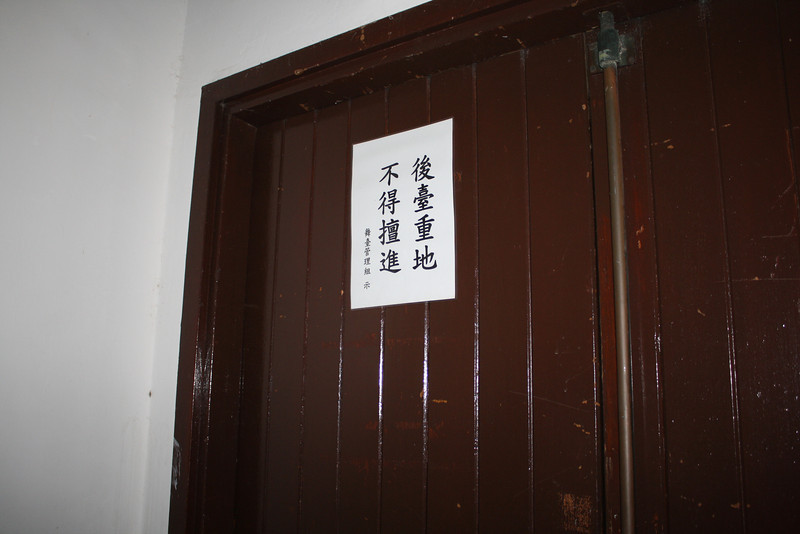 後臺重地
不得擅進
舞臺管理組 示